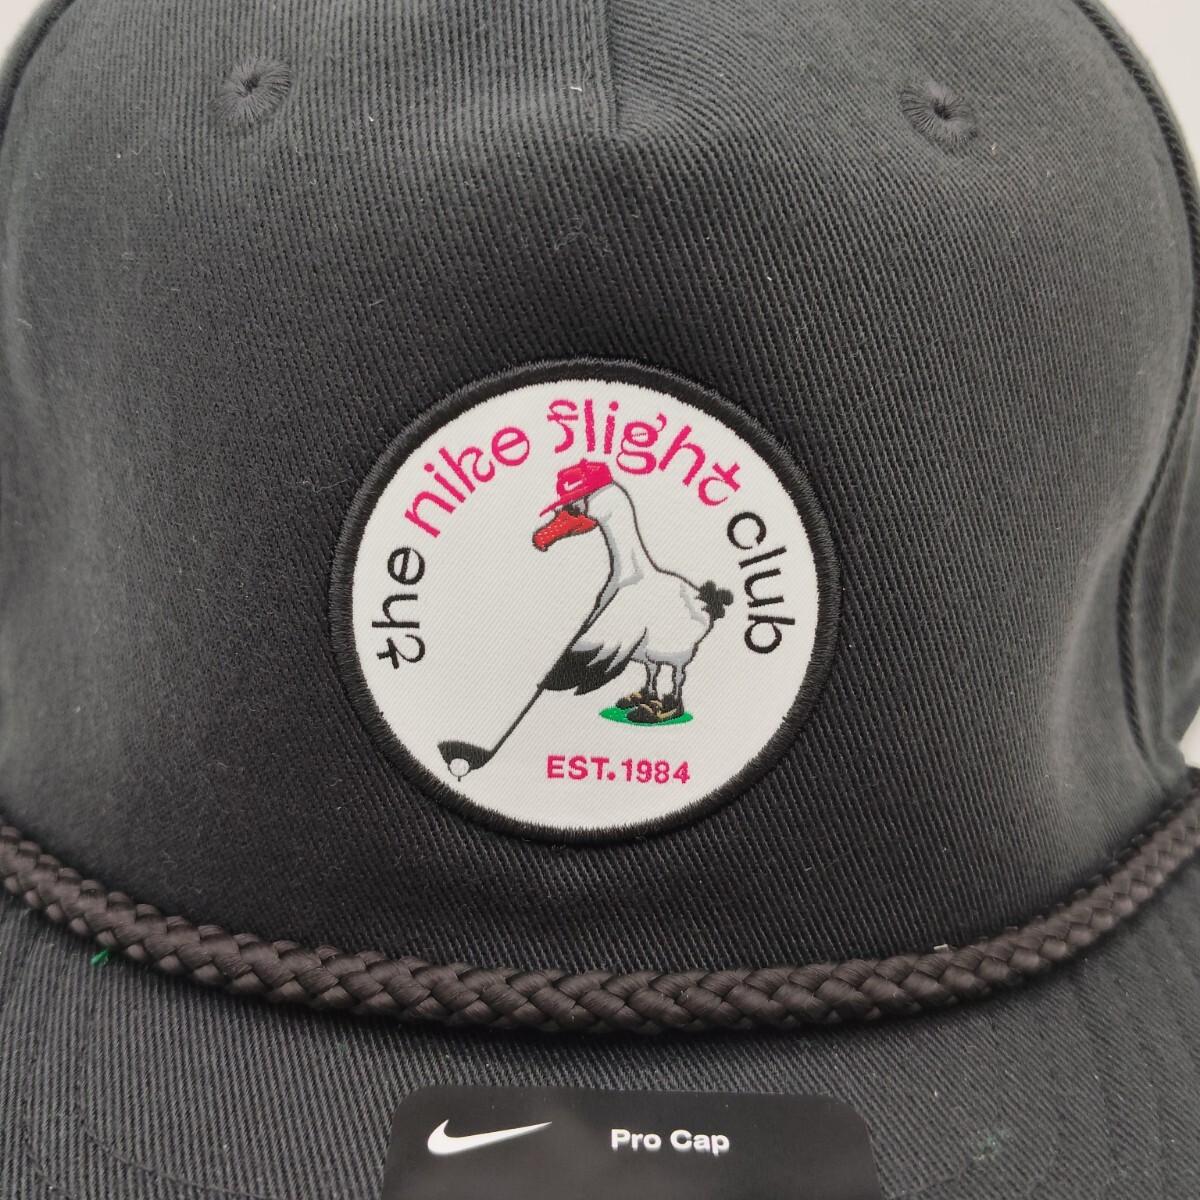 the nike flight club
EST. 1984
Pro Cap